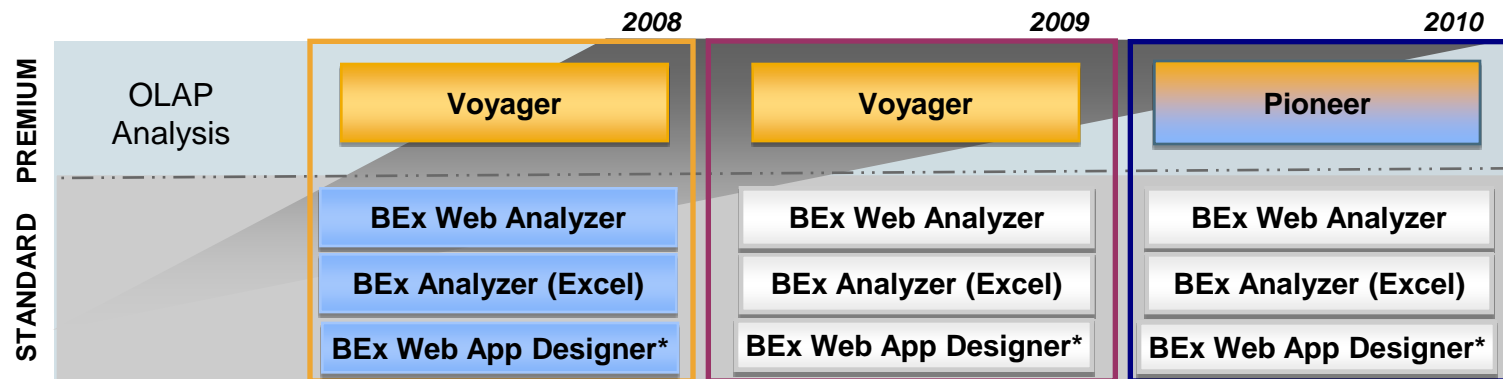 2008
2009
2010
PREMIUM
OLAP
Analysis
Voyager
Voyager
Pioneer
STANDARD
BEx Web Analyzer
BEx Web Analyzer
BEx Web Analyzer
BEx Analyzer (Excel)
BEx Analyzer (Excel)
BEx Analyzer (Excel)
BEx Web App Designer*
BEx Web App Designer*
BEx Web App Designer*